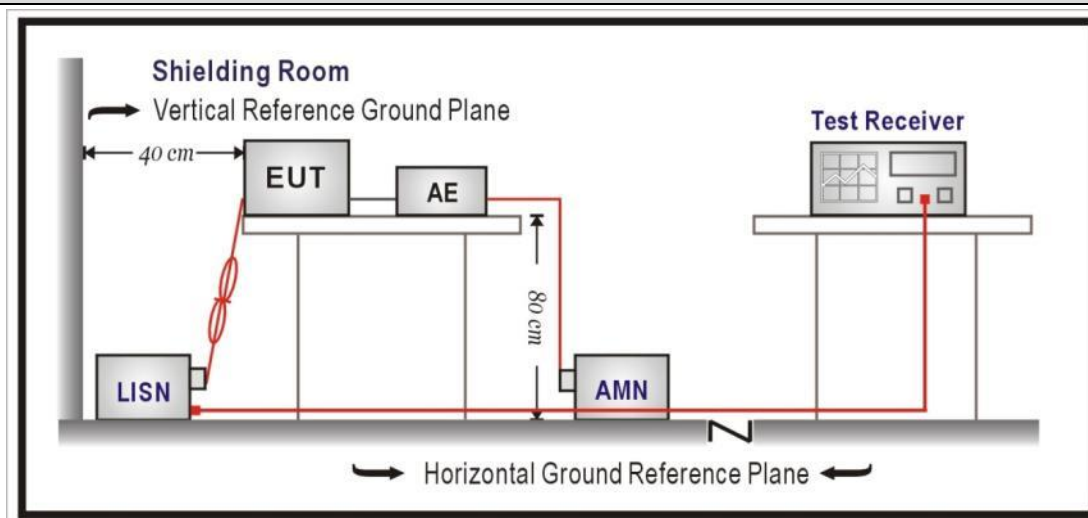 Shielding Room
Vertical Reference Ground Plane
Test Receiver
40 cm
EUT
AE
80 cm
LISN
AMN
Horizontal Ground Reference Plane